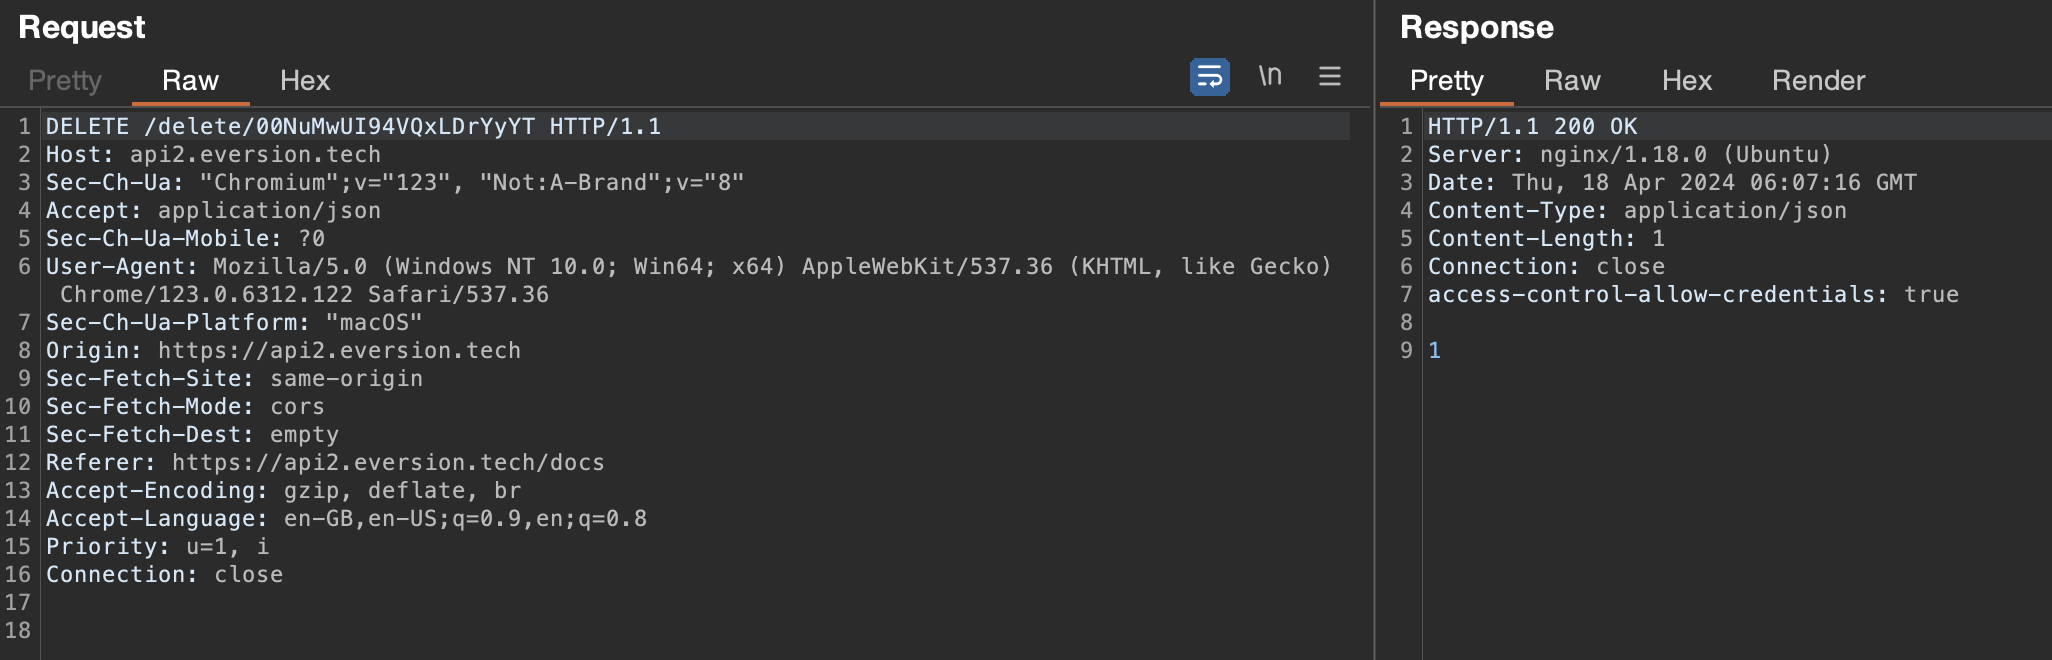 Request
Pretty Raw Hex \n
1 DELETE /delete/00NuMwUI94VQxLDrYyYT HTTP/1.1
2 Host: api2.eversion.tech
3 Sec-Ch-Ua: "Chromium";v="123", "Not:A-Brand";v="8"
4 Accept: application/json
5 Sec-Ch-Ua-Mobile: ?0
6 User-Agent: Mozilla/5.0 (Windows NT 10.0; Win64; x64) AppleWebKit/537.36 (KHTML, like Gecko)
Chrome/123.0.6312.122 Safari/537.36
7 Sec-Ch-Ua-Platform: "macOS"
8 Origin: https://api2.eversion.tech
9 Sec-Fetch-Site: same-origin
10 Sec-Fetch-Mode: cors
11 Sec-Fetch-Dest: empty
12 Referer: https://api2.eversion.tech/docs
13 Accept-Encoding: gzip, deflate, br
14 Accept-Language: en-GB,en-US;q=0.9,en;q=0.8
15 Priority: u=1, i
16 Connection: close
17
18
Response
Pretty Raw Hex Render
1 HTTP/1.1 200 OK
2 Server: nginx/1.18.0 (Ubuntu)
3 Date: Thu, 18 Apr 2024 06:07:16 GMT
4 Content-Type: application/json
5 Content-Length: 1
6 Connection: close
7 access-control-allow-credentials: true
8
9 1